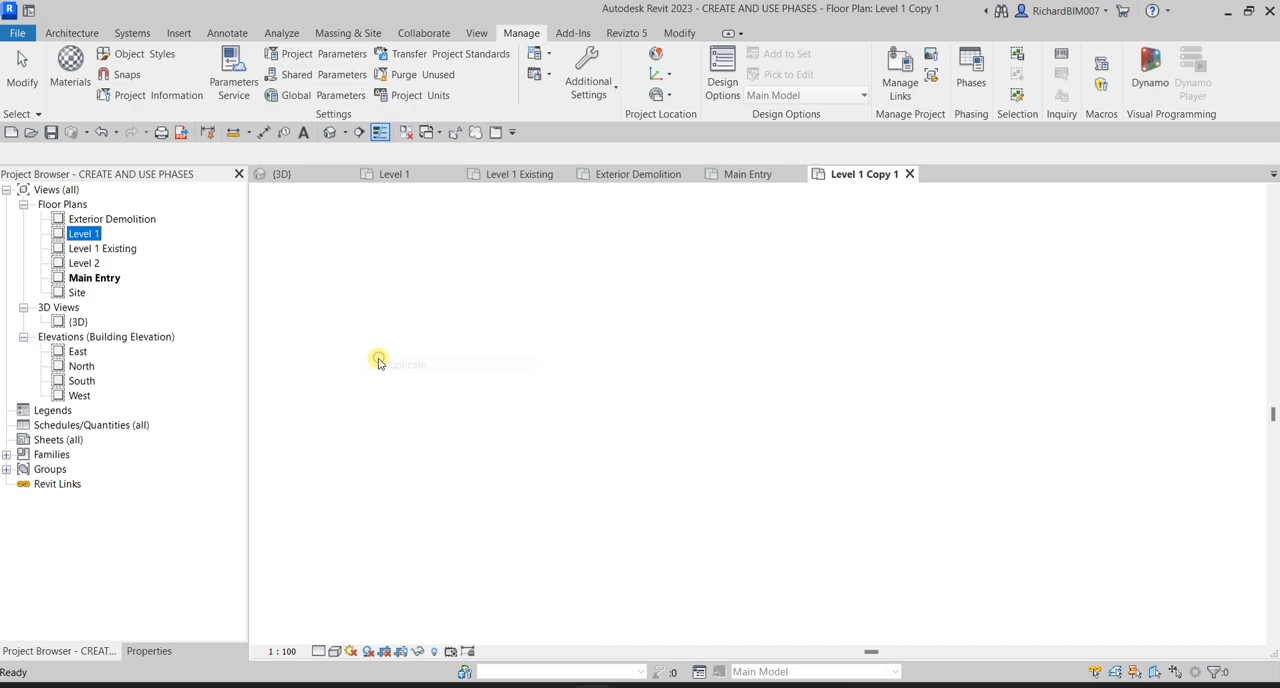 Autodesk Revit 2023 - CREATE AND USE PHASES - Floor Plan: Level 1 Copy 1
RichardBIM007
File Architecture Systems Insert Annotate Analyze Massing & Site Collaborate View Manage Add-Ins Revizto 5 Modify
Modify
Materials
Object Styles
Snaps
Project Information
Parameters Service
Project Parameters
Shared Parameters
Global Parameters
Transfer Project Standards
Purge Unused
Project Units
Additional Settings
Design Options
Add to Set
Pick to Edit
Main Model
Manage Links
Phases
Dynamo
Dynamo Player
Select Settings Project Location Design Options Manage Project Phasing Selection Inquiry Macros Visual Programming
Project Browser - CREATE AND USE PHASES
{3D} Level 1 Level 1 Existing Exterior Demolition Main Entry Level 1 Copy 1
Views (all)
Floor Plans
Exterior Demolition
Level 1
Level 1 Existing
Level 2
Main Entry
Site
3D Views
{3D}
Elevations (Building Elevation)
East
North
South
West
Legends
Schedules/Quantities (all)
Sheets (all)
Families
Groups
Revit Links
Duplicate
Project Browser - CREAT... Properties
1 : 100
Ready
:0
Main Model
:0